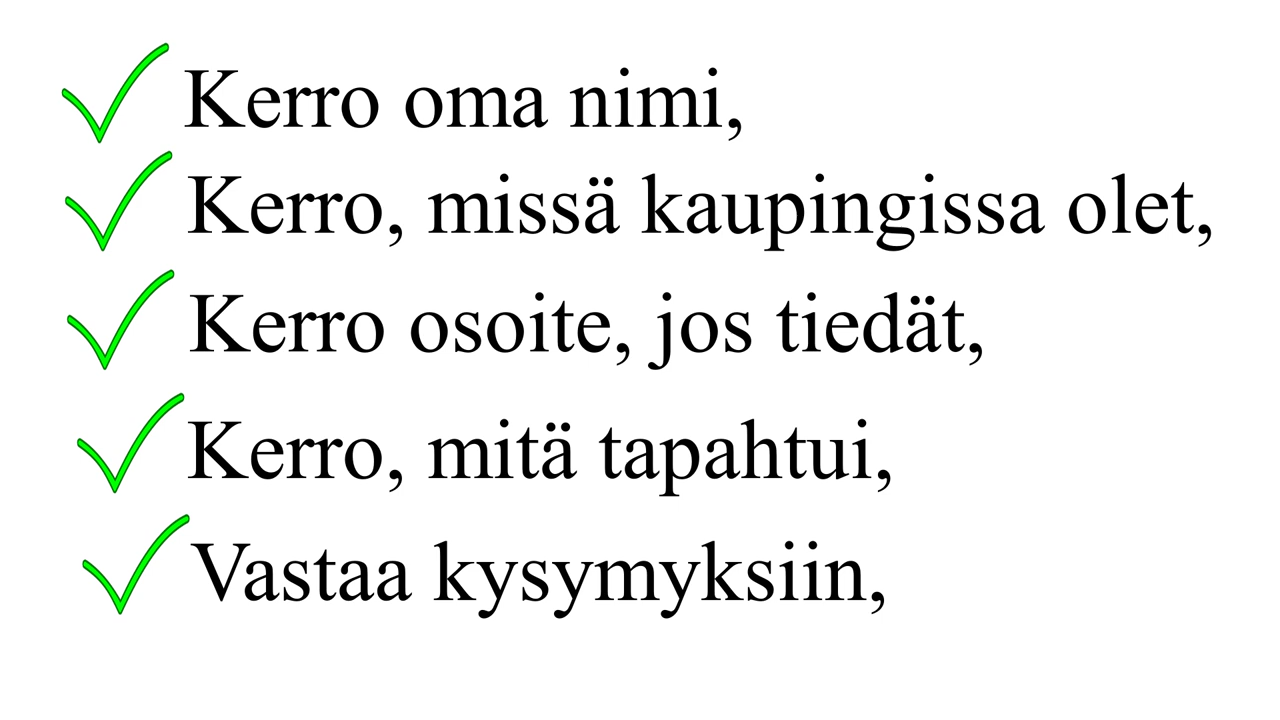 Kerro oma nimi,
Kerro, missä kaupingissa olet,
Kerro osoite, jos tiedät,
Kerro, mitä tapahtui,
Vastaa kysymyksiin,